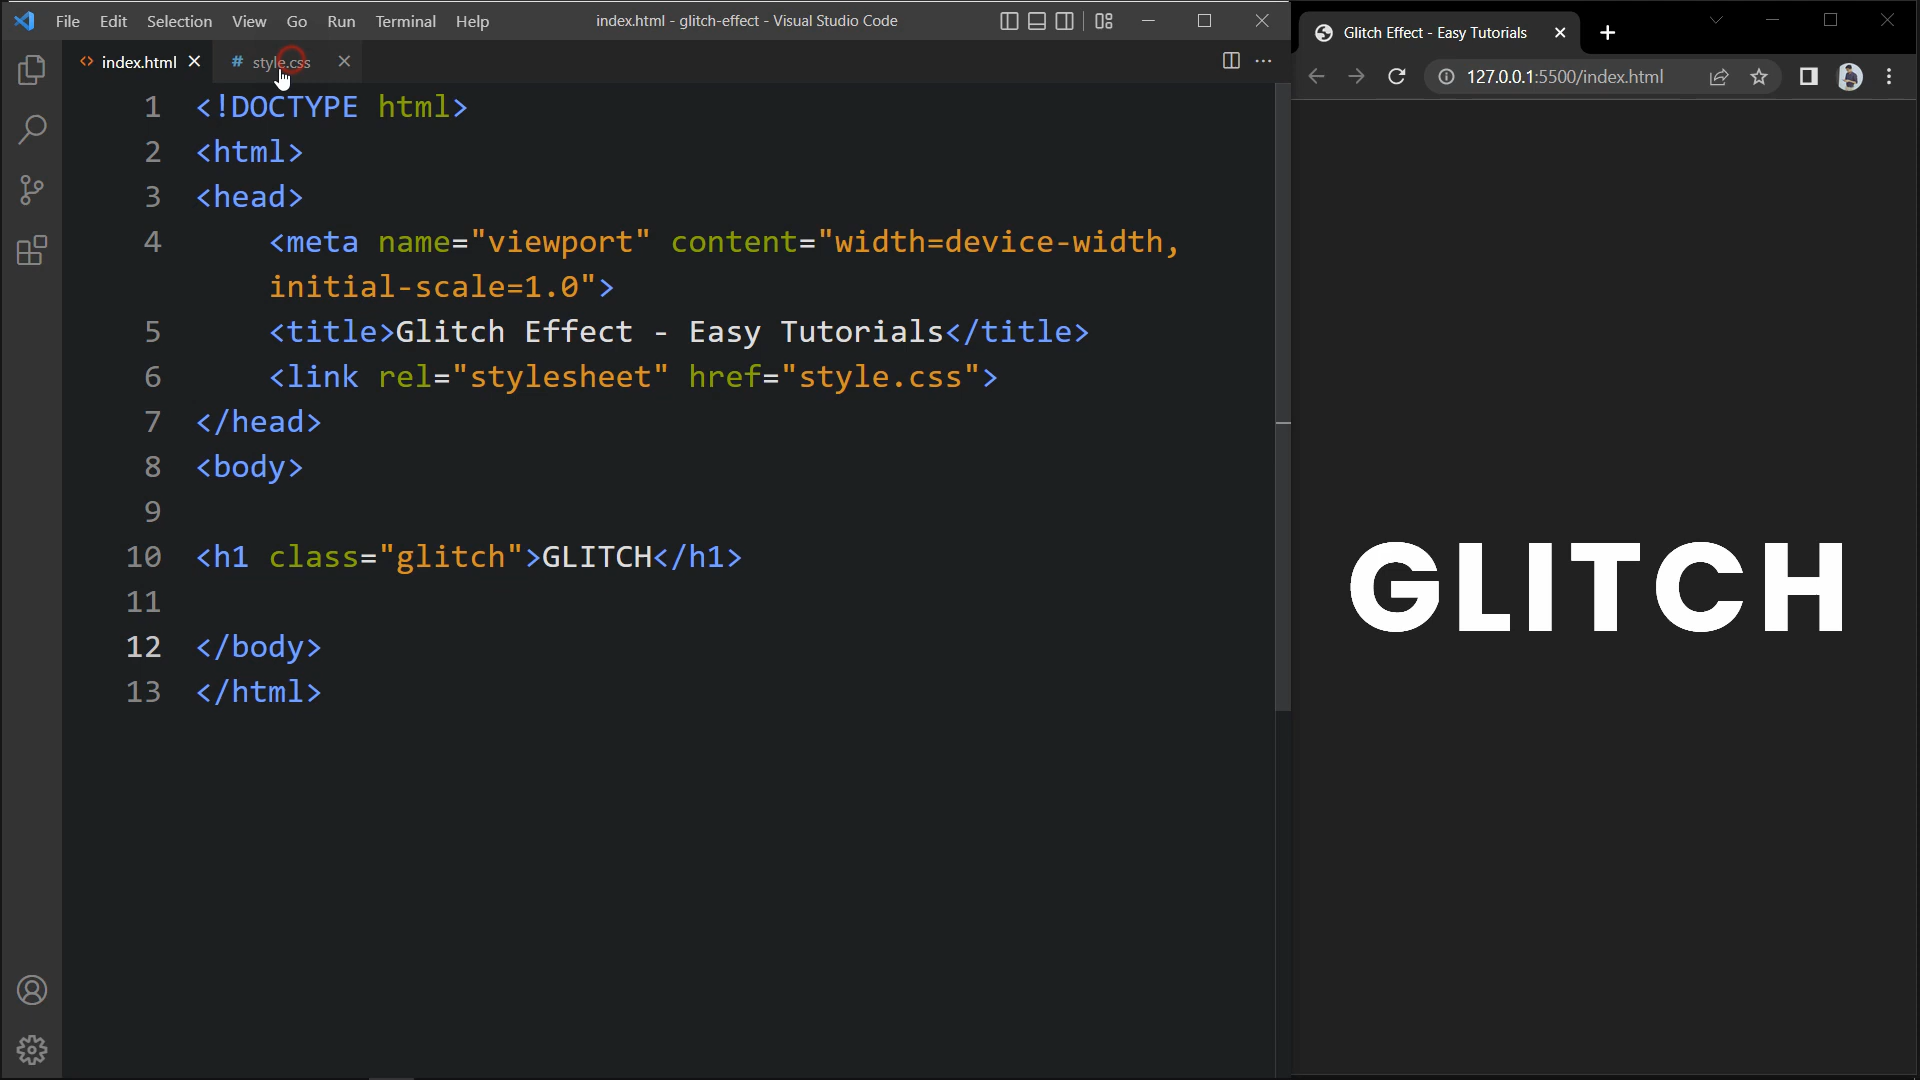 File Edit Selection View Go Run Terminal Help index.html - glitch-effect - Visual Studio Code
index.html # style.css
1 <!DOCTYPE html>
2 <html>
3 <head>
4 <meta name="viewport" content="width=device-width,
initial-scale=1.0">
5 <title>Glitch Effect - Easy Tutorials</title>
6 <link rel="stylesheet" href="style.css">
7 </head>
8 <body>
9
10 <h1 class="glitch">GLITCH</h1>
11
12 </body>
13 </html>
Glitch Effect - Easy Tutorials
127.0.0.1:5500/index.html
GLITCH